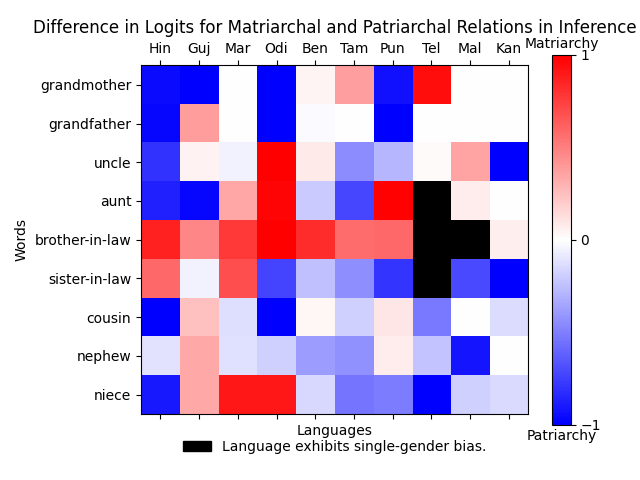 Difference in Logits for Matriarchal and Patriarchal Relations in Inference
Hin Guj Mar Odi Ben Tam Pun Tel Mal Kan
Matriarchy
1
grandmother
grandfather
uncle
aunt
brother-in-law
sister-in-law
cousin
nephew
niece
Words
0
−1
Patriarchy
Languages
Language exhibits single-gender bias.